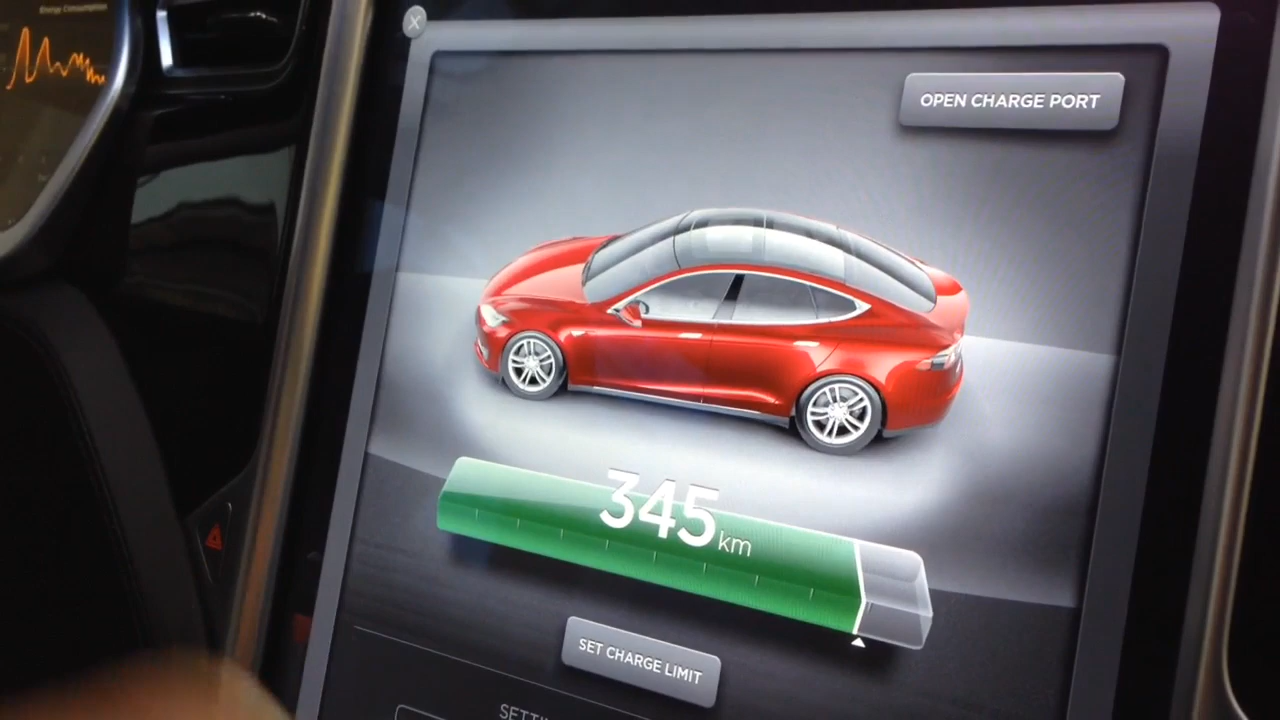 Energy Consumption
X
OPEN CHARGE PORT
345 km
SET CHARGE LIMIT